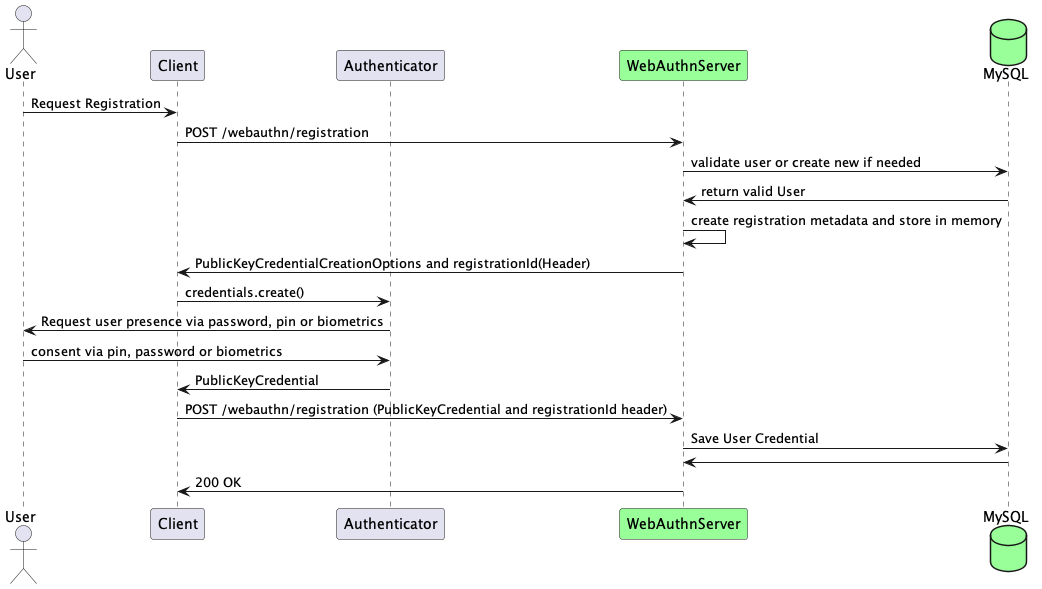 User
Client
Authenticator
WebAuthnServer
MySQL
Request Registration
POST /webauthn/registration
validate user or create new if needed
return valid User
create registration metadata and store in memory
PublicKeyCredentialCreationOptions and registrationId(Header)
credentials.create()
Request user presence via password, pin or biometrics
consent via pin, password or biometrics
PublicKeyCredential
POST /webauthn/registration (PublicKeyCredential and registrationId header)
Save User Credential
200 OK
User
Client
Authenticator
WebAuthnServer
MySQL